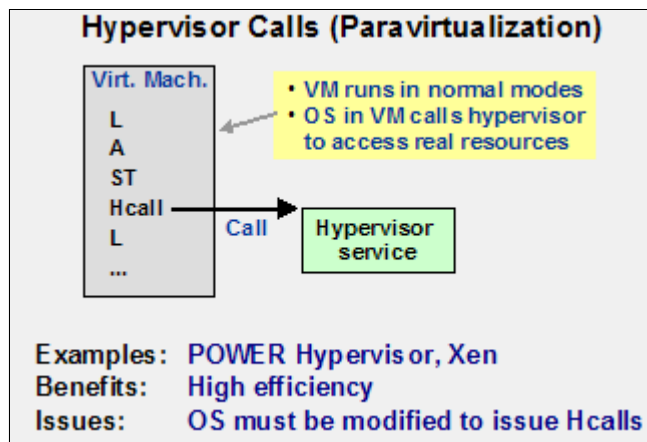 Hypervisor Calls (Paravirtualization)
Virt. Mach.
L
A
ST
Hcall
L
...
• VM runs in normal modes
• OS in VM calls hypervisor
to access real resources
Call
Hypervisor
service
Examples: POWER Hypervisor, Xen
Benefits: High efficiency
Issues: OS must be modified to issue Hcalls